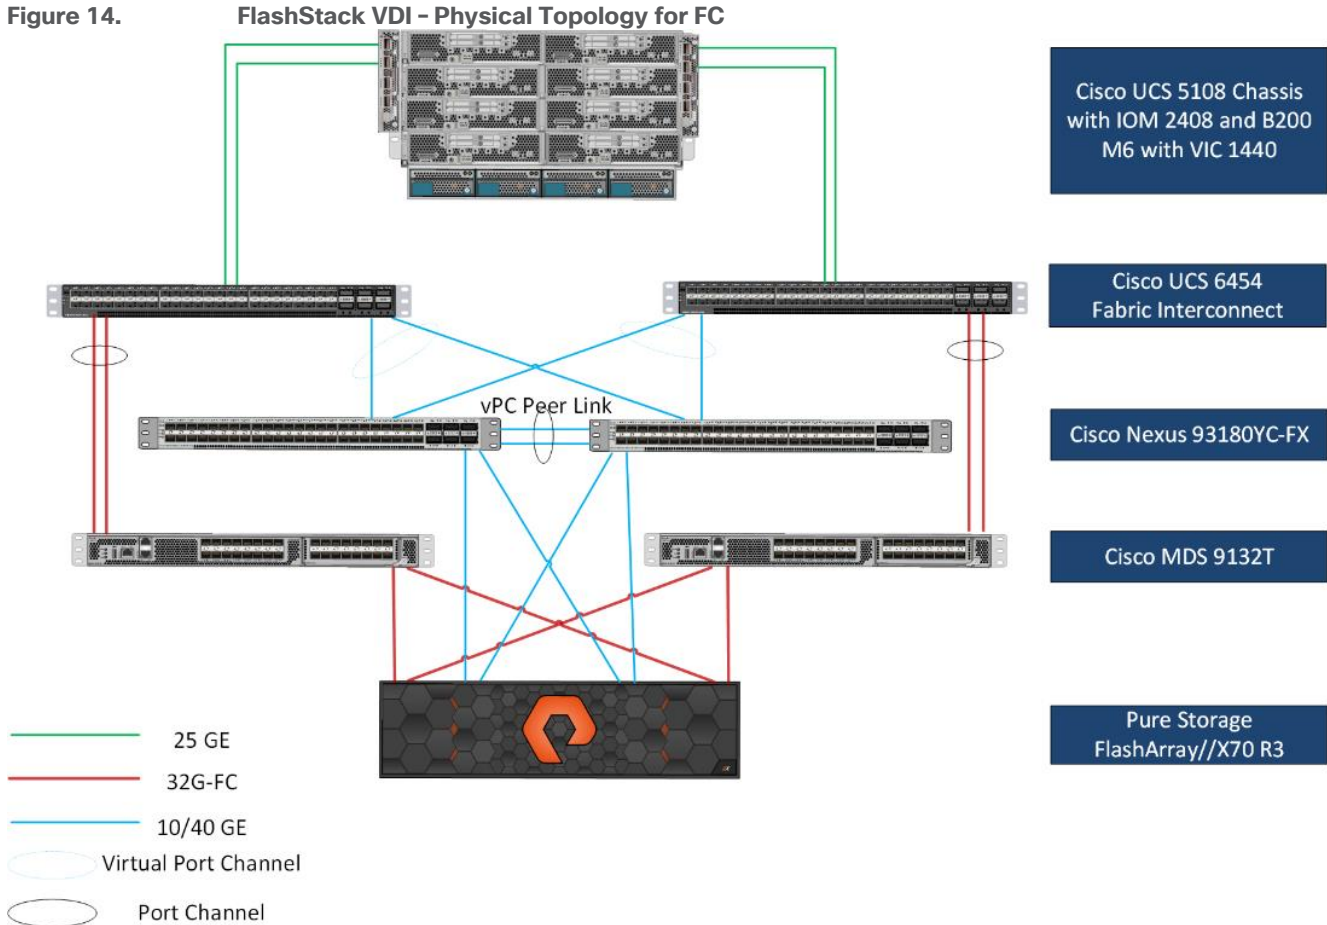 Figure 14. FlashStack VDI – Physical Topology for FC
Cisco UCS 5108 Chassis
with IOM 2408 and B200
M6 with VIC 1440
Cisco UCS 6454
Fabric Interconnect
vPC Peer Link
Cisco Nexus 93180YC-FX
Cisco MDS 9132T
Pure Storage
FlashArray//X70 R3
25 GE
32G-FC
10/40 GE
Virtual Port Channel
Port Channel